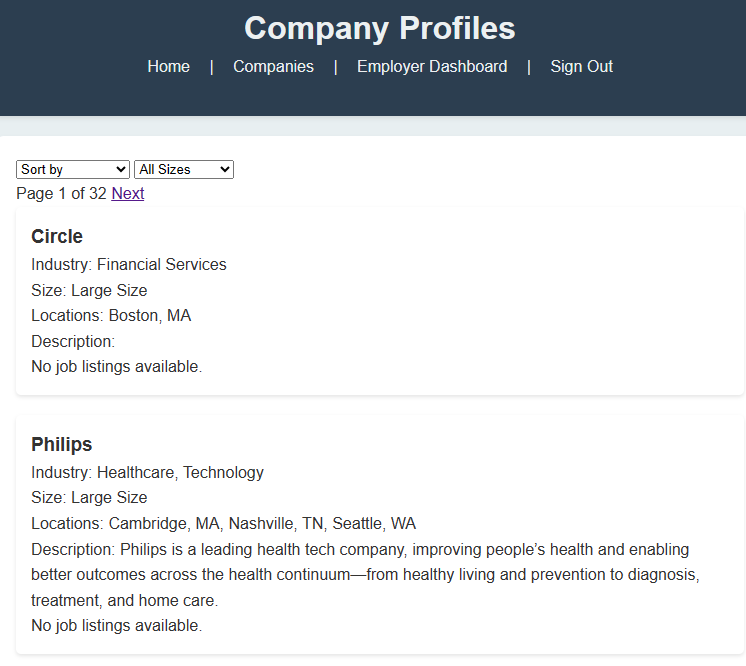 Company Profiles
Home | Companies | Employer Dashboard | Sign Out
Sort by All Sizes
Page 1 of 32 Next
Circle
Industry: Financial Services
Size: Large Size
Locations: Boston, MA
Description:
No job listings available.
Philips
Industry: Healthcare, Technology
Size: Large Size
Locations: Cambridge, MA, Nashville, TN, Seattle, WA
Description: Philips is a leading health tech company, improving people’s health and enabling
better outcomes across the health continuum—from healthy living and prevention to diagnosis,
treatment, and home care.
No job listings available.